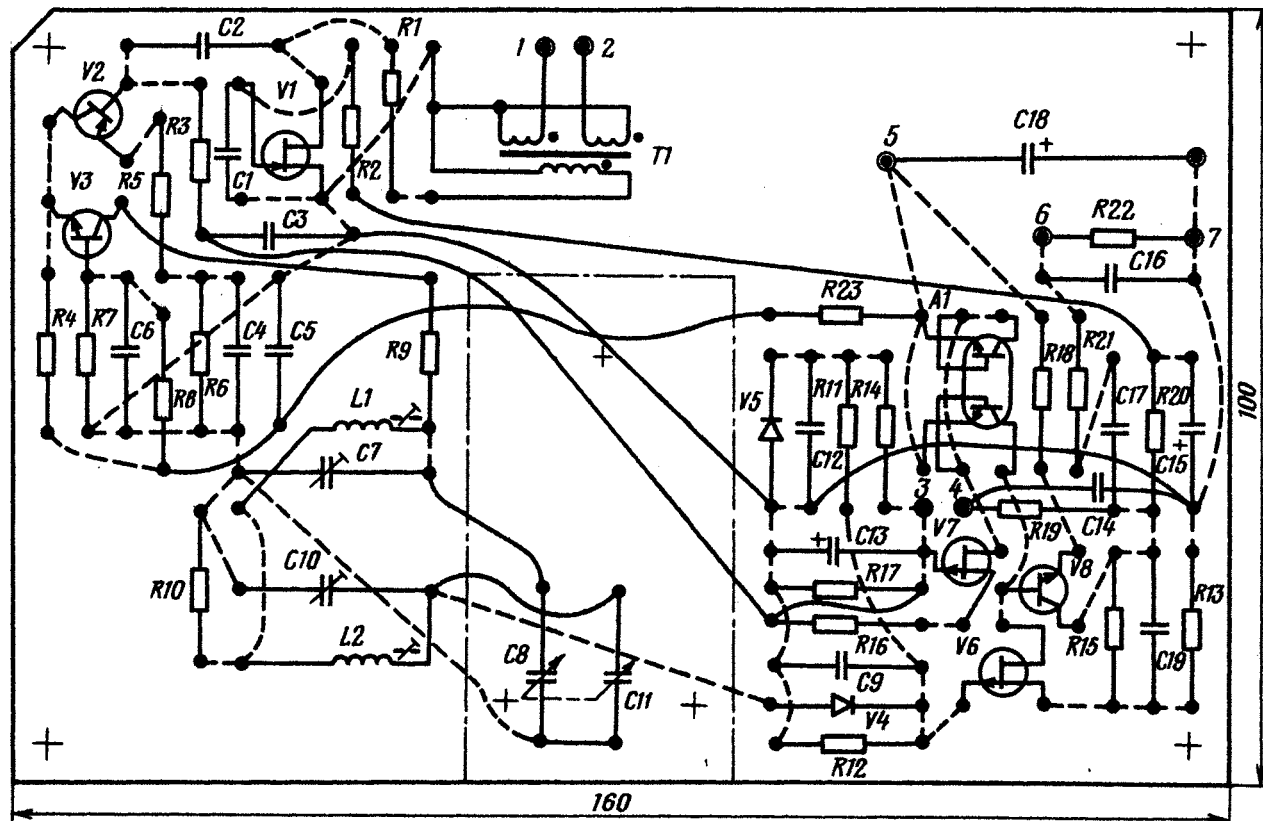 C2
R1
1
2
V2
V1
C18
+
5
R3
T1
V3
R5
C1
R2
C3
6
R22
7
C16
R23
A1
R4
R7
C6
C4
C5
R9
R8
R6
R18
R21
V5
R11
R14
C17
R20
100
L1
C12
+
C15
C7
3
4
C14
R19
V7
C10
+
C13
V8
R10
R17
R13
L2
R16
V6
R15
C8
C9
C19
C11
V4
R12
160